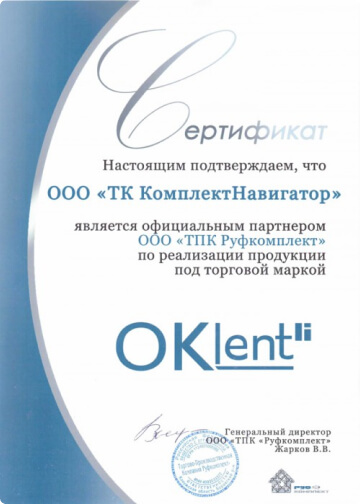 Сертификат
Настоящим подтверждаем, что
ООО «ТК КомплектНавигатор»
является официальным партнером
ООО «ТПК Руфкомплект»
по реализации продукции
под торговой маркой
OKlent li
Генеральный директор
ООО «ТПК «Руфкомплект»
Жарков В.В.